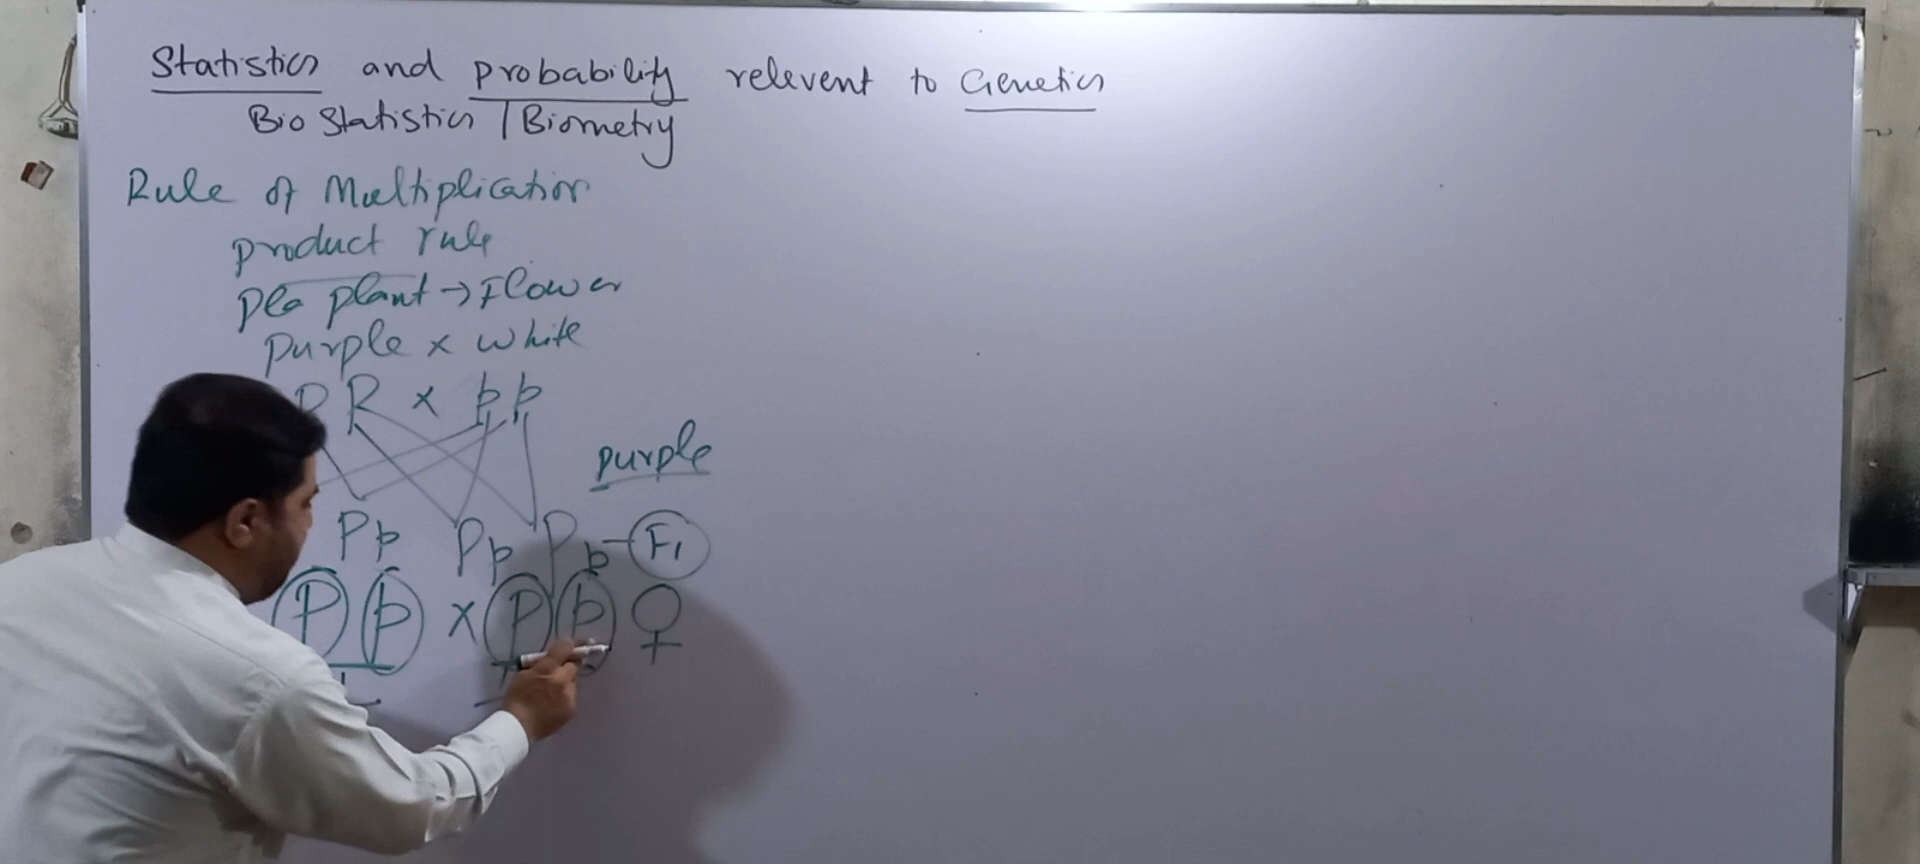 Statistics and probability relevent to Genetics
Bio Statistics / Biometry
Rule of Multiplication
product rule
pea plant → Flower
purple x white
PR x pp
purple
Pp Pp Pp - F1
P p x P p ♀